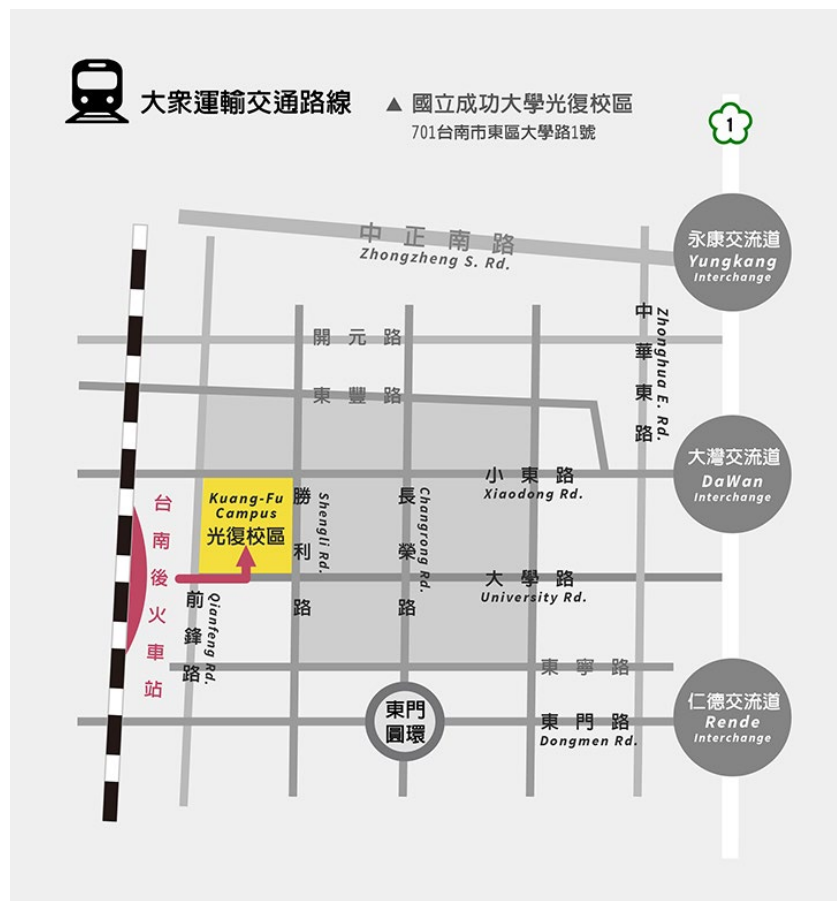 大眾運輸交通路線
▲ 國立成功大學光復校區
701台南市東區大學路1號
1
中正南路
Zhongzheng S. Rd.
永康交流道
Yungkang
Interchange
開元路
中華東路
Zhonghua E. Rd.
東豐路
大灣交流道
DaWan
Interchange
小東路
Xiaodong Rd.
Kuang-Fu
Campus
光復校區
勝利路
Shengli Rd.
長榮路
Changrong Rd.
台南後火車站
大學路
University Rd.
前鋒路
Qianfeng Rd.
東寧路
東門
圓環
東門路
Dongmen Rd.
仁德交流道
Rende
Interchange